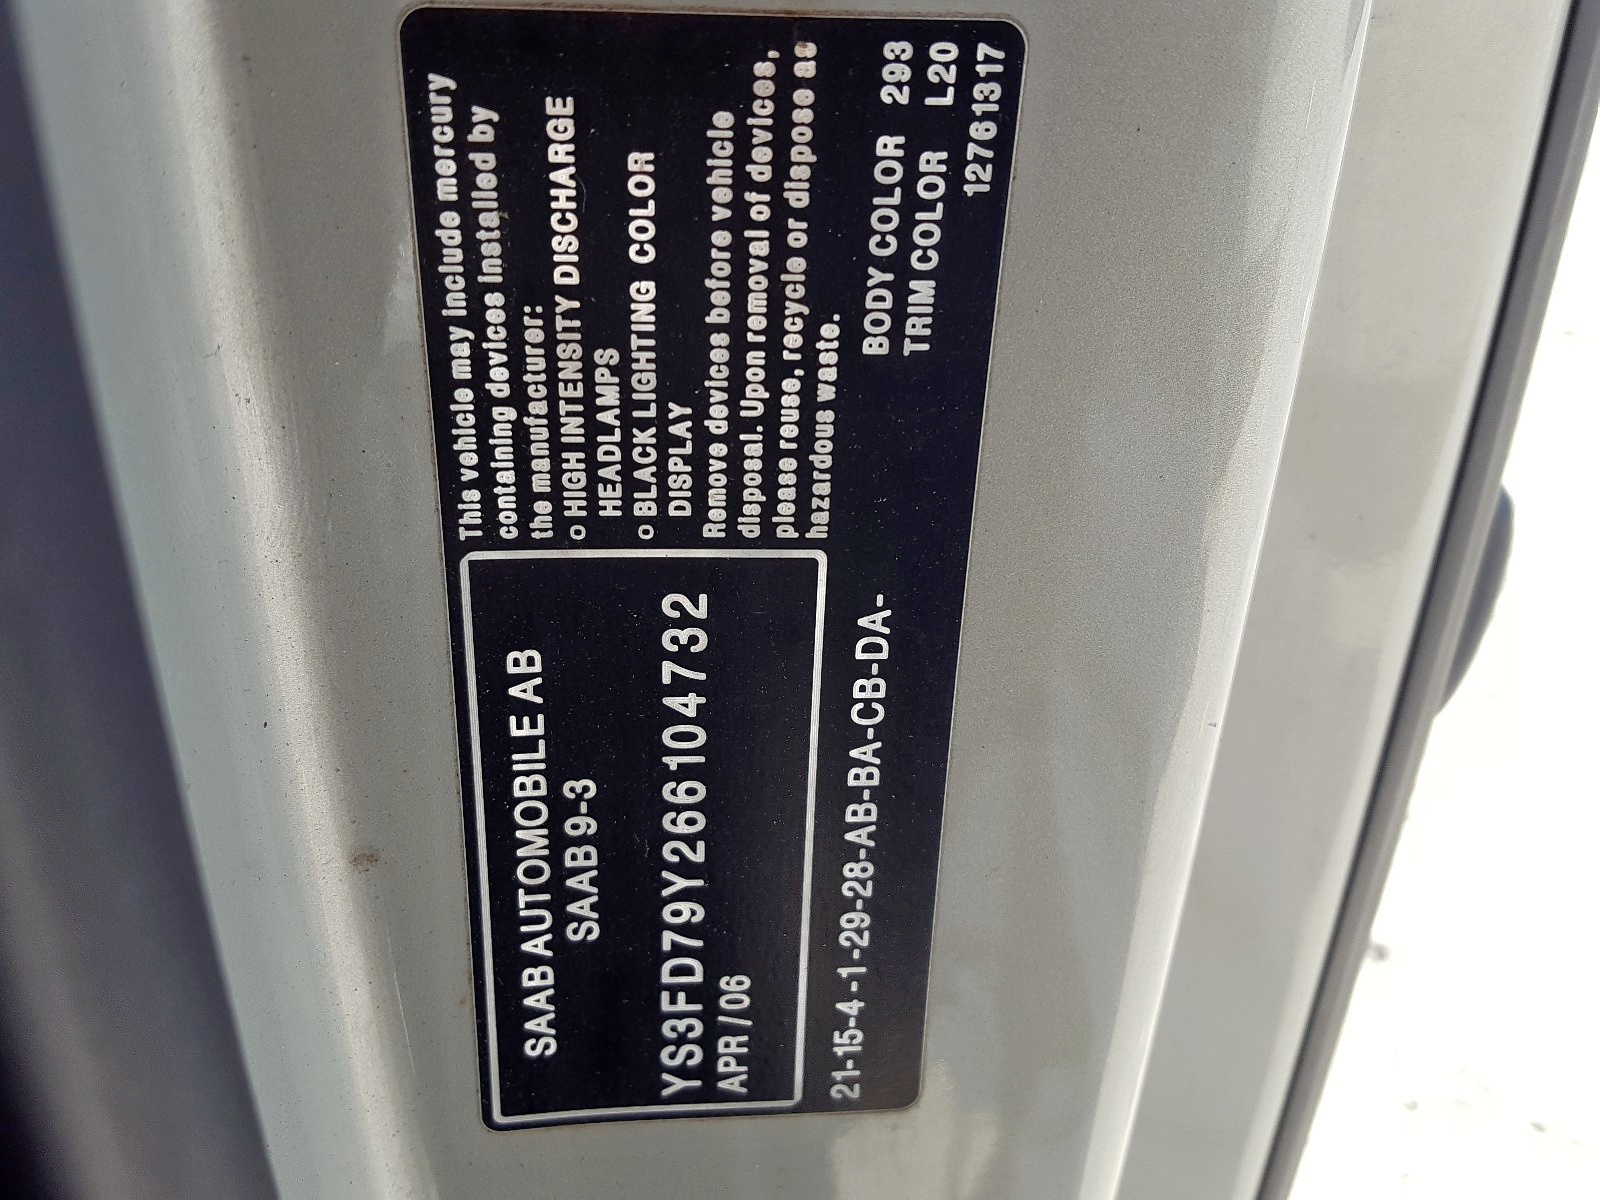 SAAB AUTOMOBILE AB
SAAB 9-3
YS3FD79Y266104732
APR/06
This vehicle may include mercury
containing devices installed by
the manufacturer:
o HIGH INTENSITY DISCHARGE
HEADLAMPS
o BLACK LIGHTING COLOR
DISPLAY
Remove devices before vehicle
disposal. Upon removal of devices,
please reuse, recycle or dispose as
hazardous waste.
21-15-4-1-29-28-AB-BA-CB-DA-
BODY COLOR 293
TRIM COLOR L20
12761317